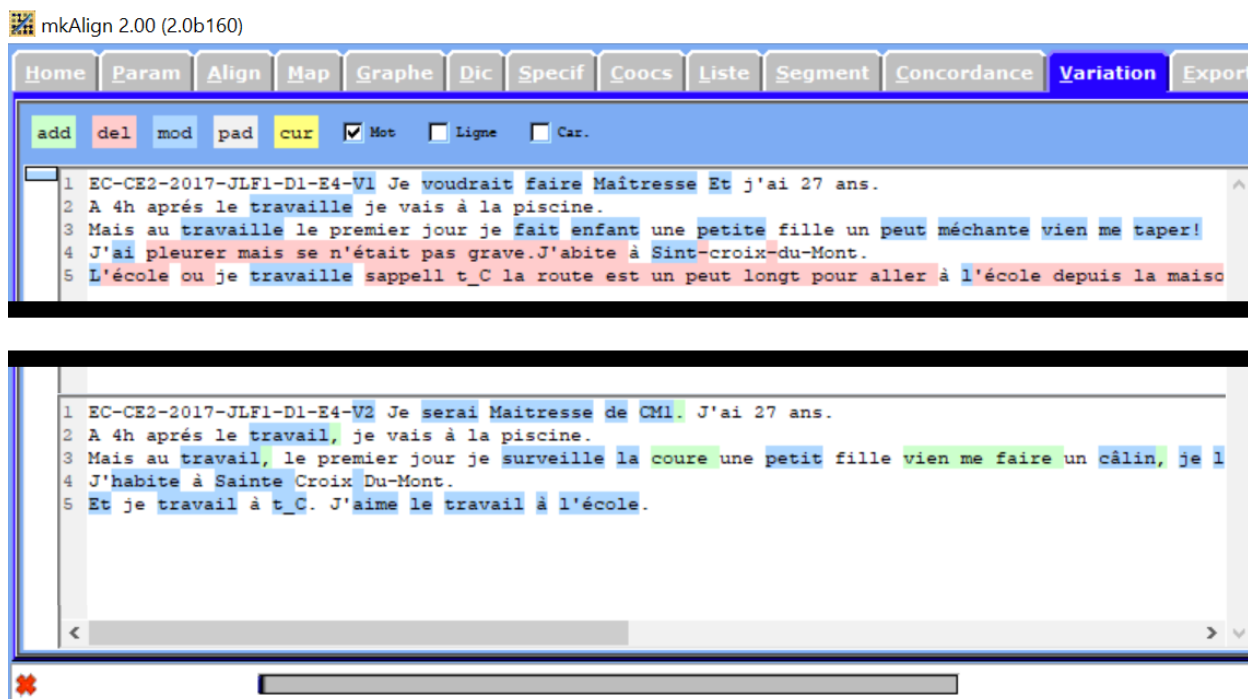 mkAlign 2.00 (2.0b160)
Home Param Align Map Graphe Dic Specif Coocs Liste Segment Concordance Variation Export
add del mod pad cur Mot Ligne Car.
1 EC-CE2-2017-JLF1-D1-E4-V1 Je voudrait faire Maîtresse Et j'ai 27 ans.
2 A 4h aprés le travaille je vais à la piscine.
3 Mais au travaille le premier jour je fait enfant une petite fille un peut méchante vien me taper!
4 J'ai pleurer mais se n'était pas grave.J'abite à Sint-croix-du-Mont.
5 L'école ou je travaille sappell t_C la route est un peut longt pour aller à l'école depuis la maiso
1 EC-CE2-2017-JLF1-D1-E4-V2 Je serai Maitresse de CM1. J'ai 27 ans.
2 A 4h aprés le travail, je vais à la piscine.
3 Mais au travail, le premier jour je surveille la coure une petit fille vien me faire un câlin, je l
4 J'habite à Sainte Croix Du-Mont.
5 Et je travail à t_C. J'aime le travail à l'école.